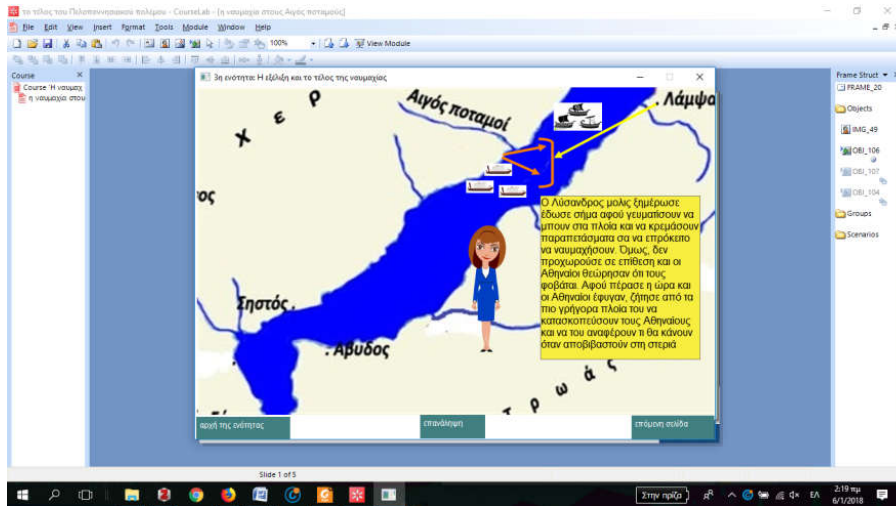 το τέλος του Πελοποννησιακού πολέμου - CourseLab - [η ναυμαχία στους Αιγός ποταμούς]
File Edit View Insert Format Tools Module Window Help
100% View Module
Course
Course 'Η ναυμαχ
η ναυμαχία στου
3η ενότητα: Η εξέλιξη και το τέλος της ναυμαχίας
Frame Struct
FRAME_20
Objects
IMG_49
OBJ_106
OBJ_107
OBJ_104
Groups
Scenarios
χ ε ρ
Αιγός ποταμοί
. Λάμψα
ος
Σηστός .
. Αβυδος
τ ρ ω ά ς
Ο Λύσανδρος μολις ξημέρωσε
έδωσε σήμα αφού γευματίσουν να
μπουν στα πλοία και να κρεμάσουν
παραπετάσματα σα να επρόκειτο
να ναυμαχήσουν. Όμως, δεν
προχωρούσε σε επίθεση και οι
Αθηναίοι θεώρησαν ότι τους
φοβάται. Αφού πέρασε η ώρα και
οι Αθηναίοι έφυγαν, ζήτησε από τα
πιο γρήγορα πλοία του να
κατασκοπεύσουν τους Αθηναίους
και να του αναφέρουν τι θα κάνουν
όταν αποβιβαστούν στη στεριά
αρχή της ενότητας
επανάληψη
επόμενη σελίδα
Slide 1 of 5
Στην πρίζα
ΕΛ
2:19 πμ
6/1/2018